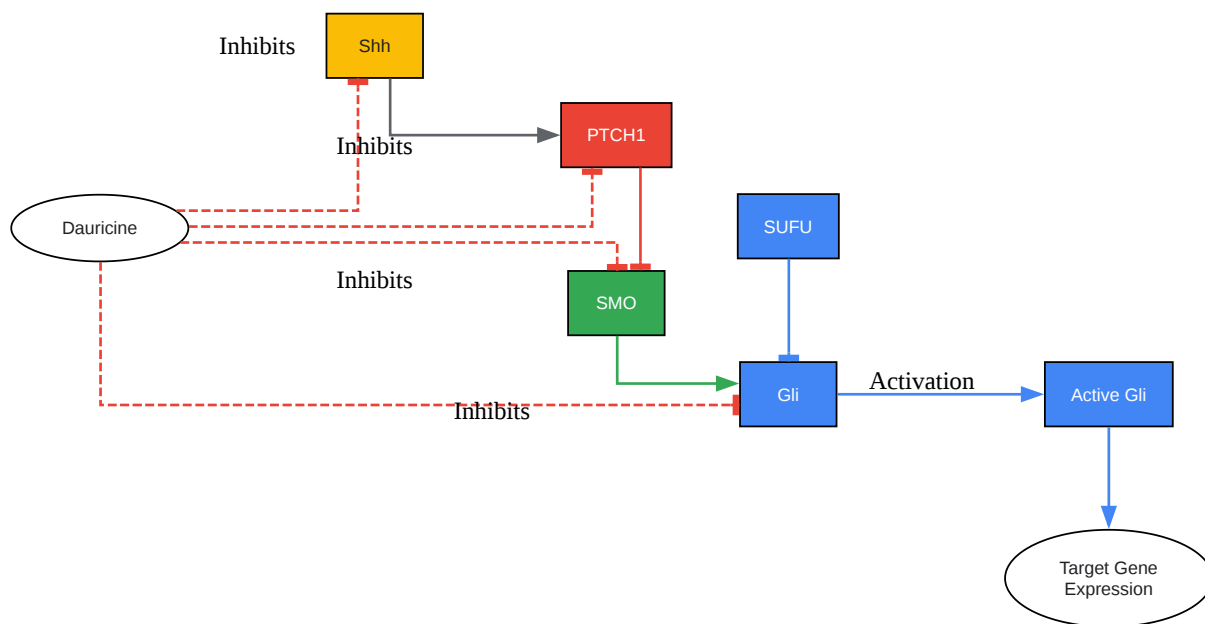 Inhibits
Shh
PTCH1
Inhibits
Dauricine
SUFU
Inhibits
SMO
Gli
Activation
Active Gli
Inhibits
Target Gene
Expression